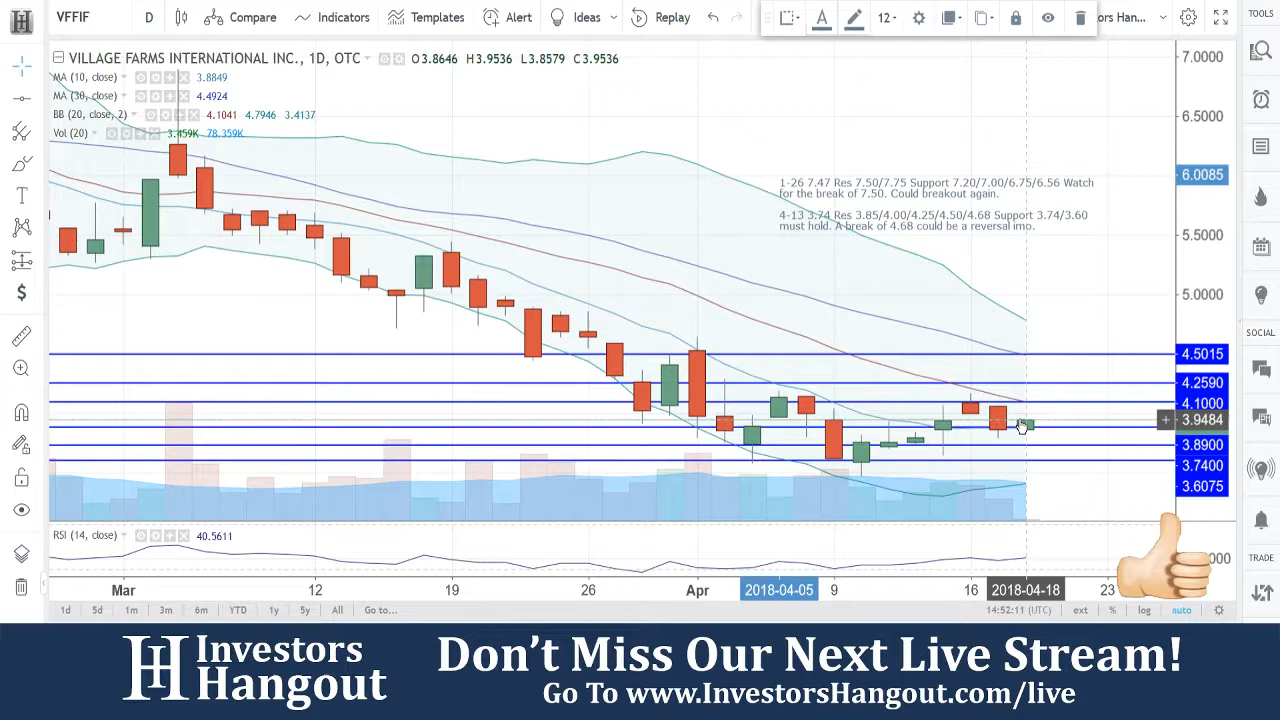 VFFIF D Compare Indicators Templates Alert Ideas Replay 12 ors Han...
TOOLS
VILLAGE FARMS INTERNATIONAL INC., 1D, OTC O3.8646 H3.9536 L3.8579 C3.9536
MA (10, close) 3.8849
MA (30, close) 4.4924
BB (20, close, 2) 4.1041 4.7946 3.4137
Vol (20) 3.459K 78.359K
7.0000
6.5000
6.0085
5.5000
5.0000
4.5015
4.2590
4.1000
3.9484
3.8900
3.7400
3.6075
1-26 7.47 Res 7.50/7.75 Support 7.20/7.00/6.75/6.56 Watch
for the break of 7.50. Could breakout again.
4-13 3.74 Res 3.85/4.00/4.25/4.50/4.68 Support 3.74/3.60
must hold. A break of 4.68 could be a reversal imo.
SOCIAL
TRADE
RSI (14, close) 40.5611
Mar 12 19 26 Apr 2018-04-05 9 16 2018-04-18 23
1d 5d 1m 3m 6m YTD 1y 5y All Go to... 14:52:11 (UTC) ext % log auto
Investors
Hangout
Don’t Miss Our Next Live Stream!
Go To www.InvestorsHangout.com/live